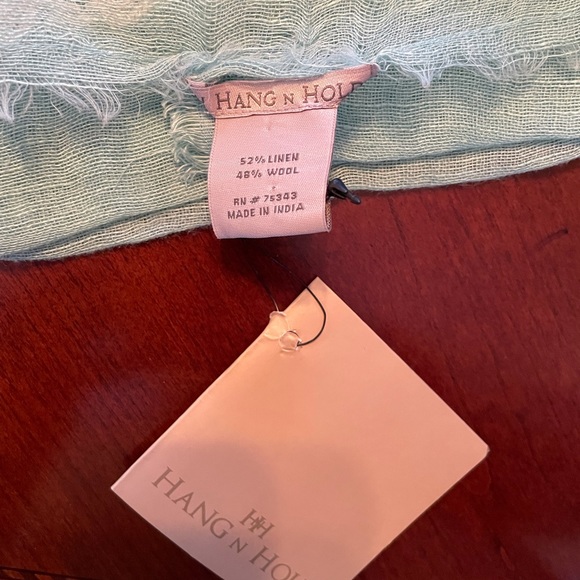 HANG N HOL
52% LINEN
48% WOOL
RN # 75343
MADE IN INDIA
HH
HANG N HO